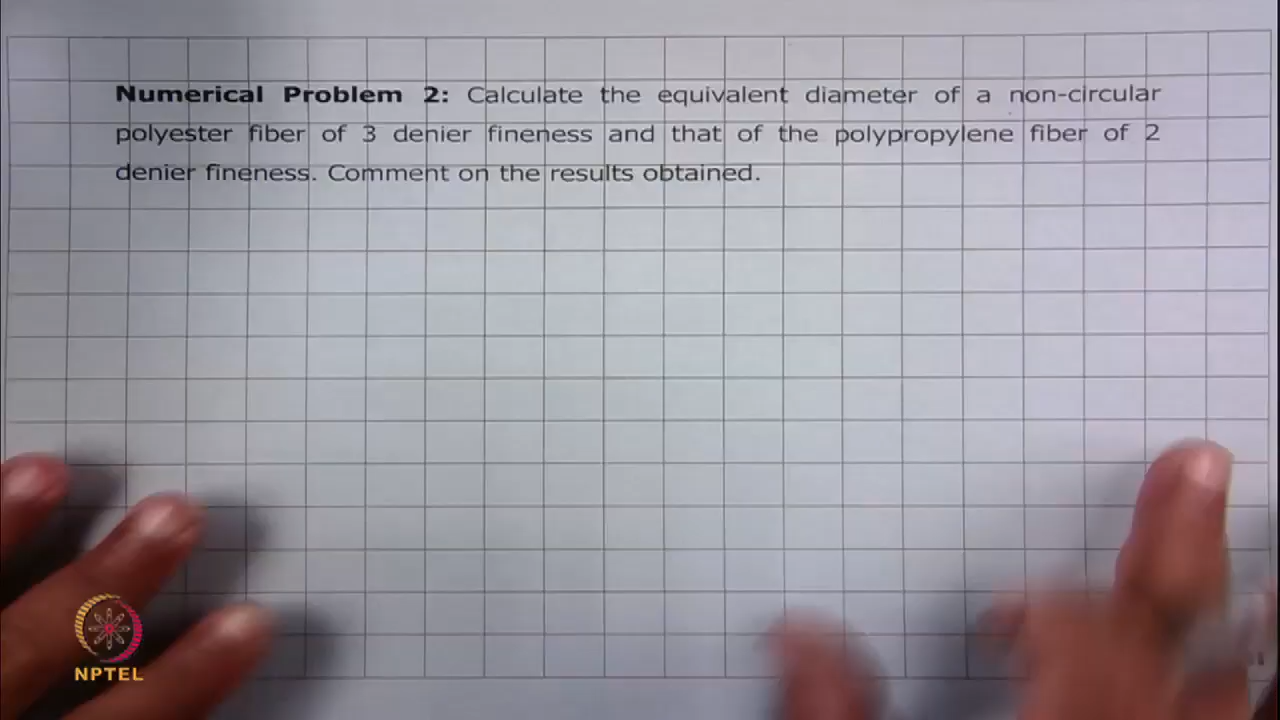 Numerical Problem 2: Calculate the equivalent diameter of a non-circular
polyester fiber of 3 denier fineness and that of the polypropylene fiber of 2
denier fineness. Comment on the results obtained.
NPTEL